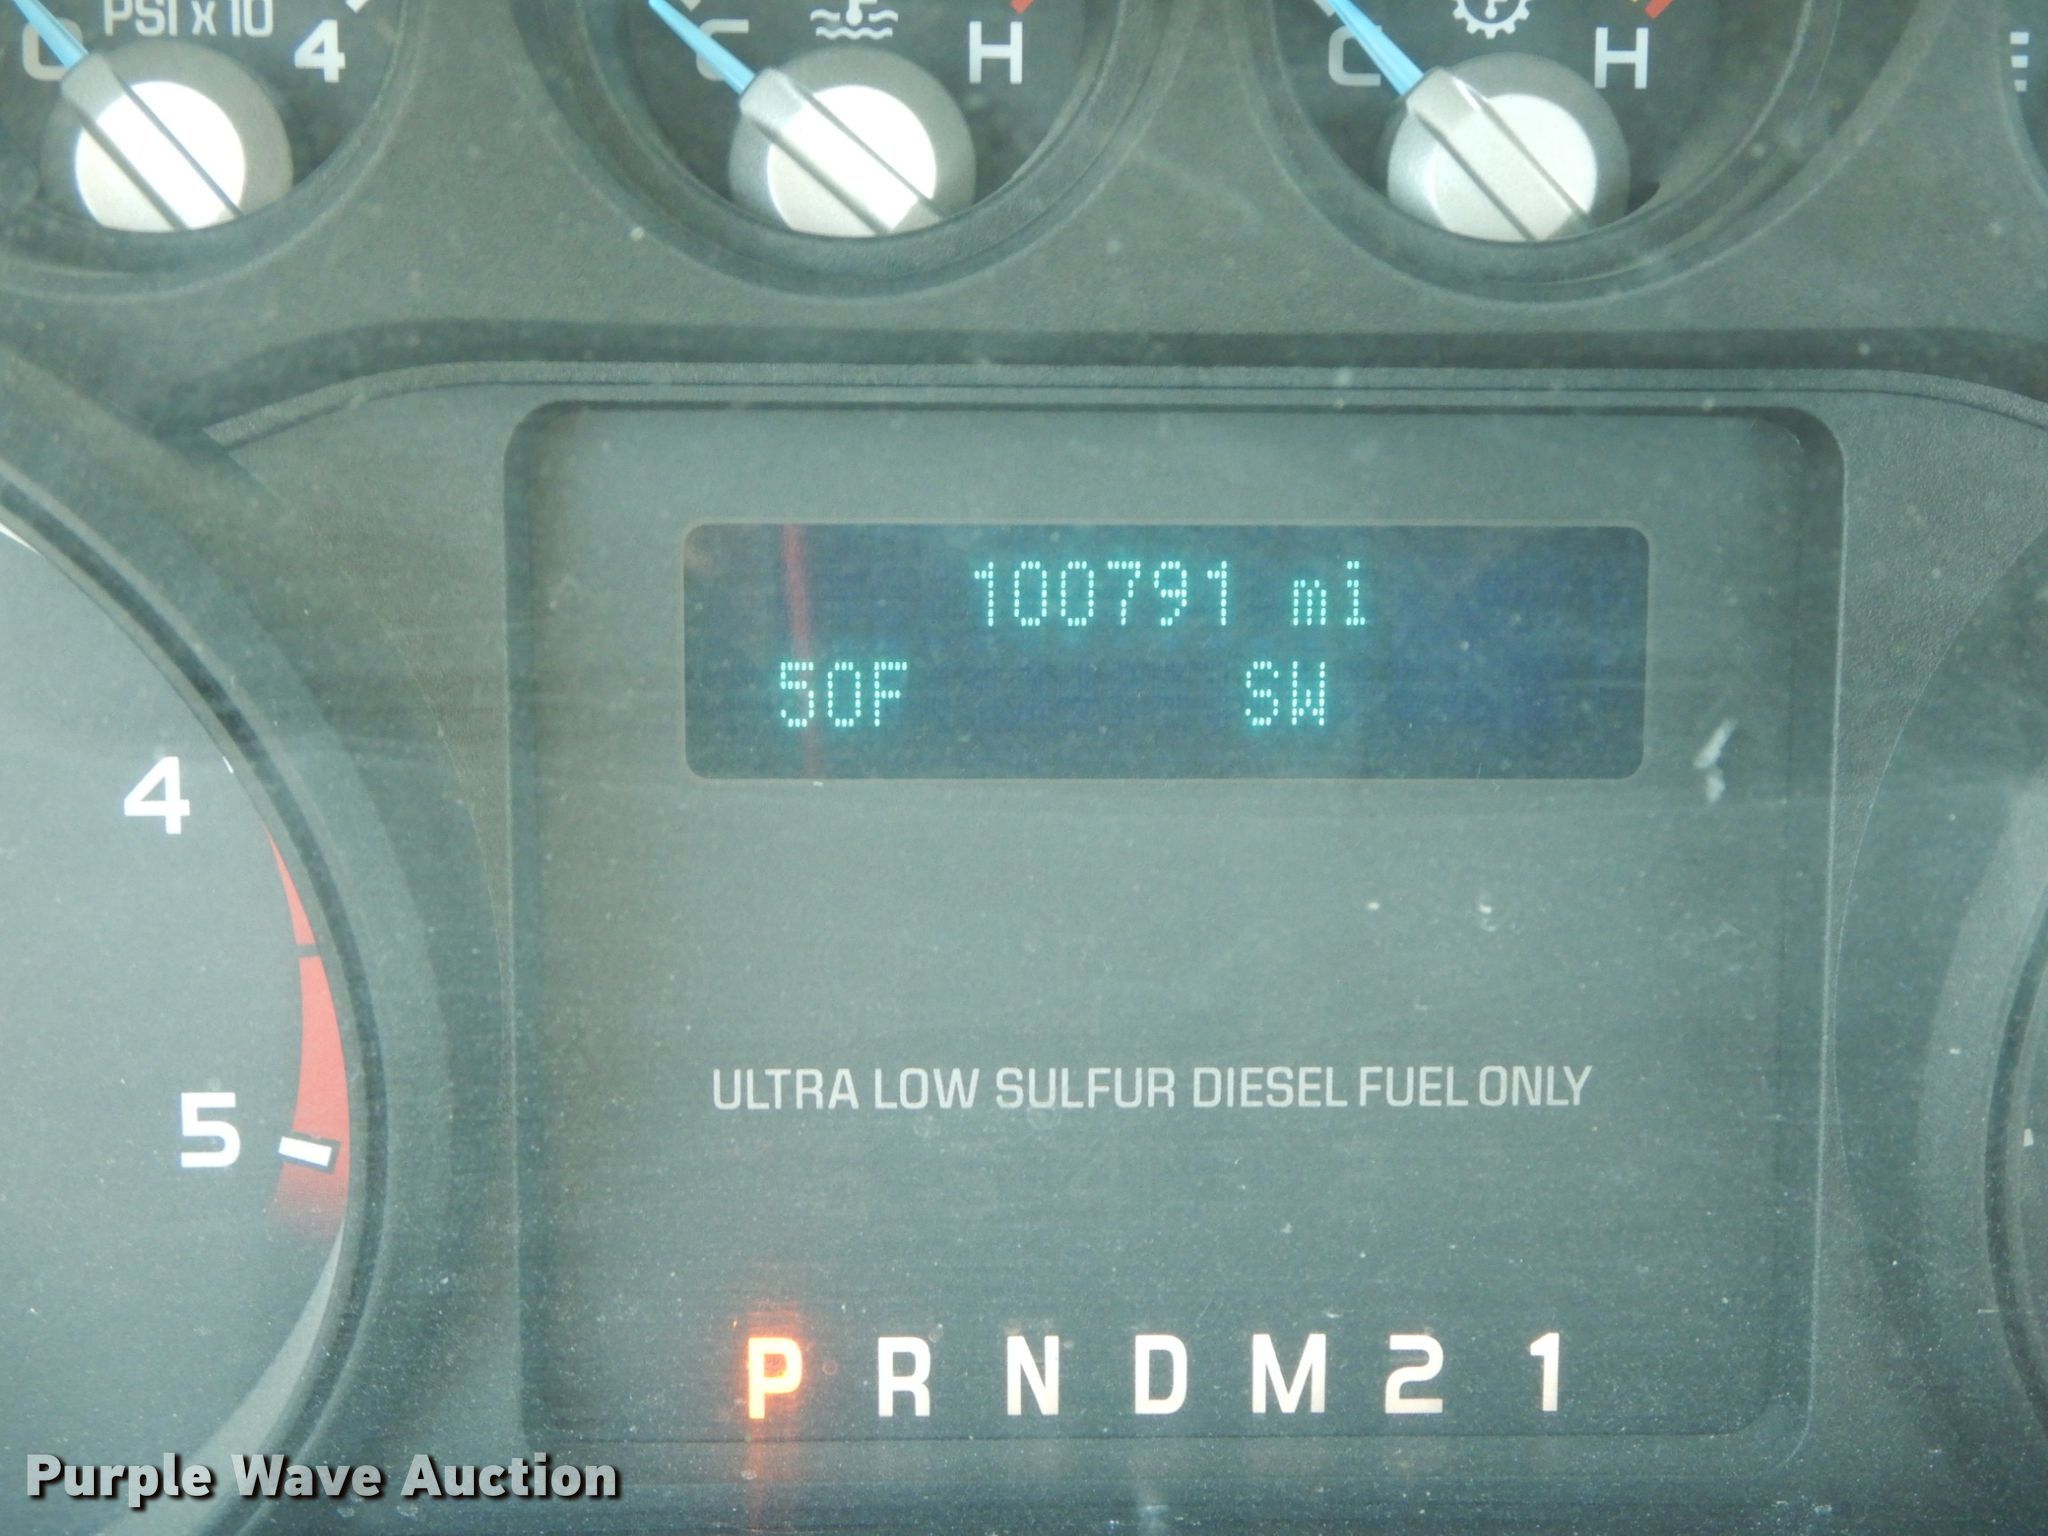 PSI x 10
0
4
C
H
C
H
100791 mi
50F SW
4
5
ULTRA LOW SULFUR DIESEL FUEL ONLY
P R N D M 2 1
Purple Wave Auction